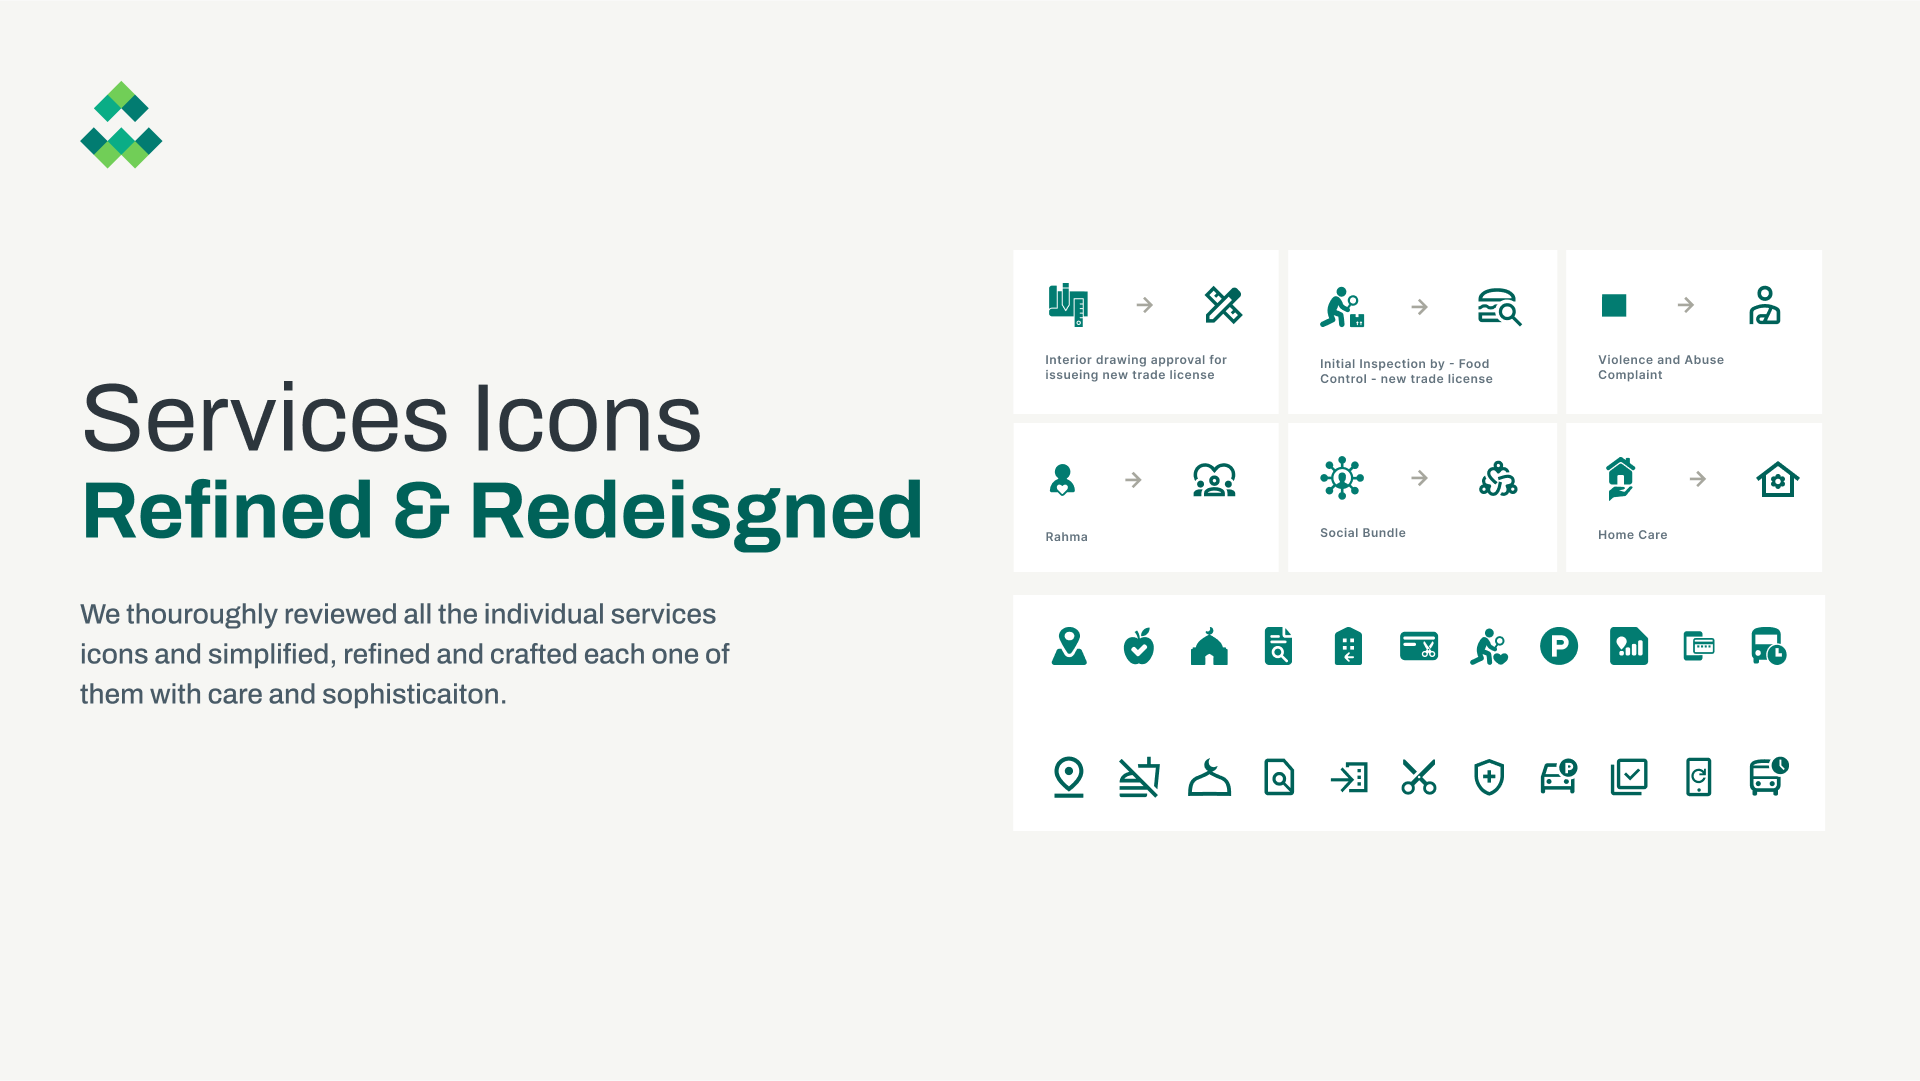 Services Icons
Refined & Redeisgned
We thouroughly reviewed all the individual services
icons and simplified, refined and crafted each one of
them with care and sophisticaiton.
Interior drawing approval for
issueing new trade license
Initial Inspection by - Food
Control - new trade license
Violence and Abuse
Complaint
Rahma
Social Bundle
Home Care
P
P